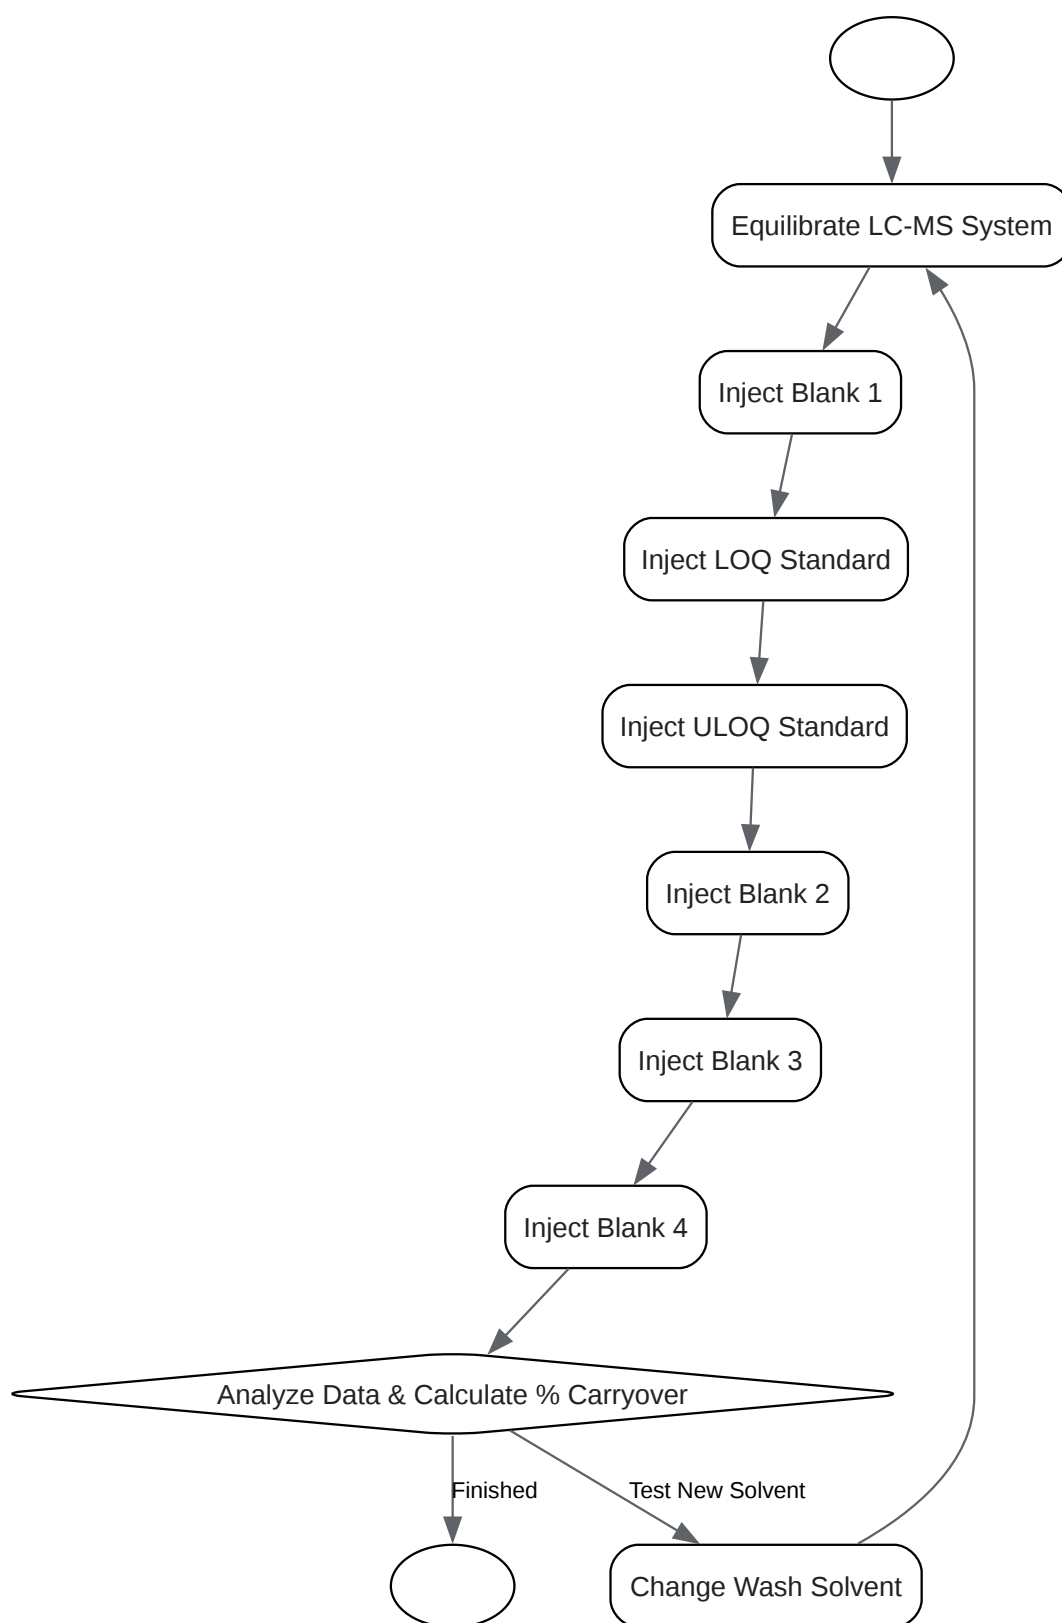 Equilibrate LC-MS System
Inject Blank 1
Inject LOQ Standard
Inject ULOQ Standard
Inject Blank 2
Inject Blank 3
Inject Blank 4
Analyze Data & Calculate % Carryover
Finished
Test New Solvent
Change Wash Solvent